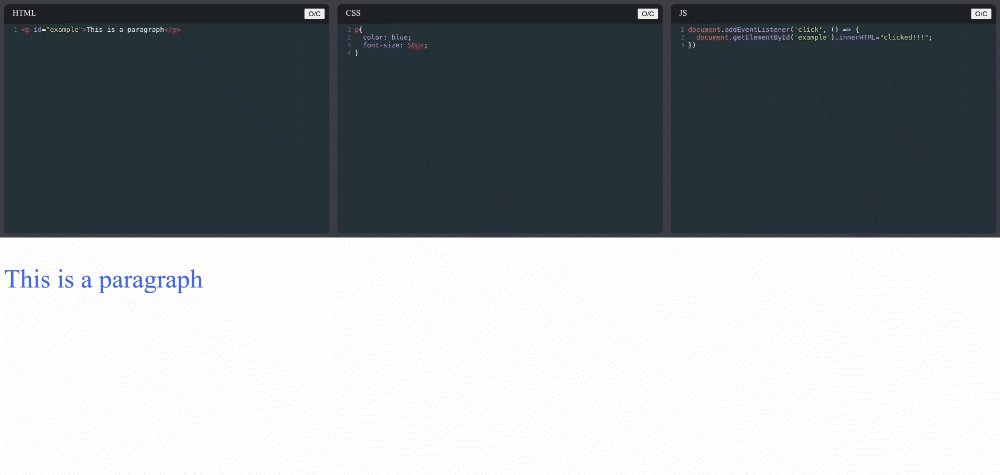 HTML
O/C
1 <p id="example">This is a paragraph</p>
CSS
O/C
1 p{
2   color: blue;
3   font-size: 50px;
4 }
JS
O/C
1 document.addEventListener('click', () => {
2   document.getElementById('example').innerHTML="clicked!!!";
3 })
This is a paragraph